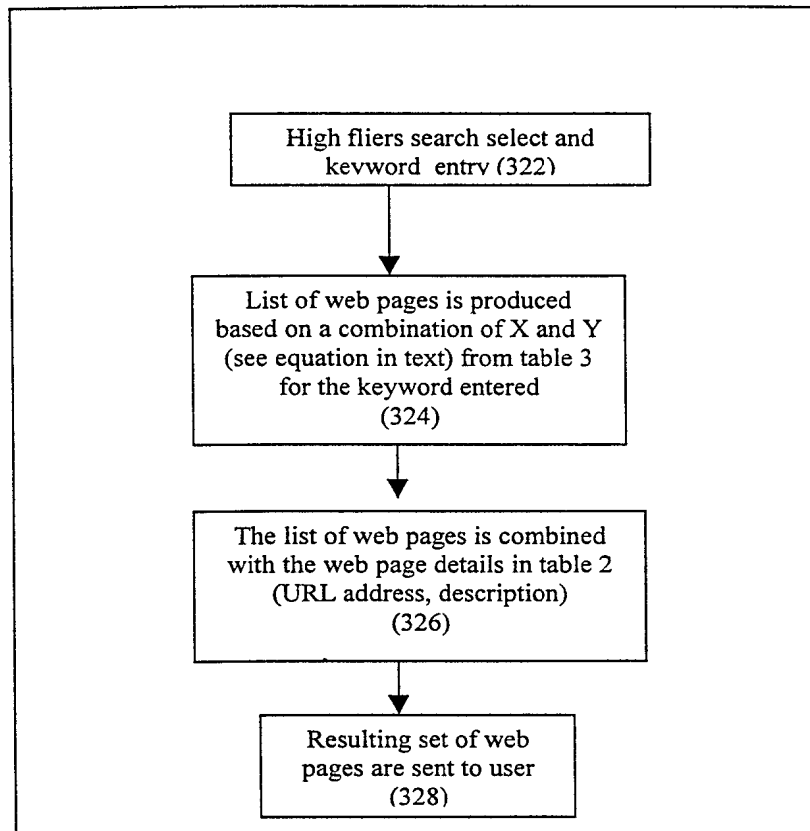 High fliers search select and
keyword entry (322)
List of web pages is produced
based on a combination of X and Y
(see equation in text) from table 3
for the keyword entered
(324)
The list of web pages is combined
with the web page details in table 2
(URL address, description)
(326)
Resulting set of web
pages are sent to user
(328)